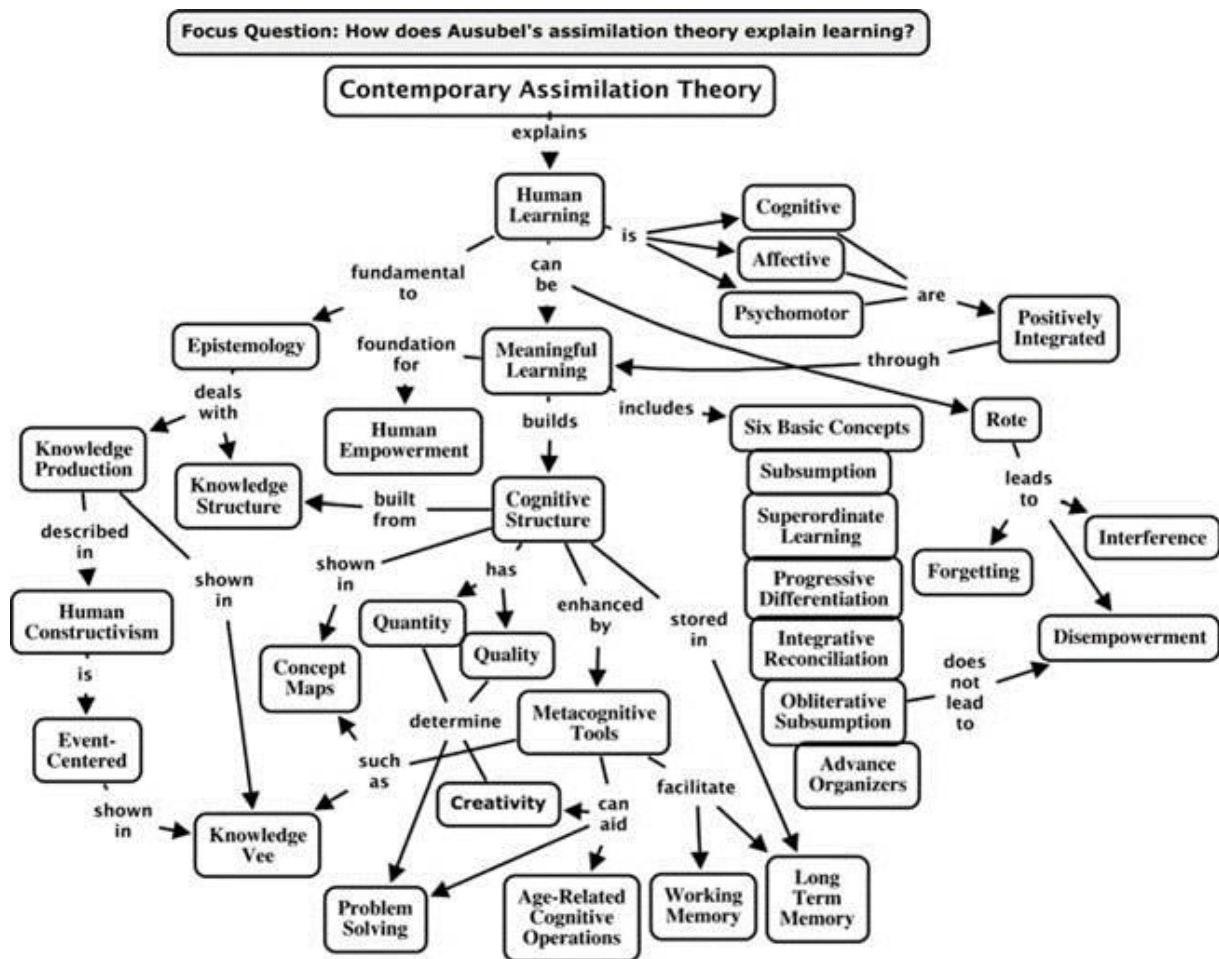 Focus Question: How does Ausubel's assimilation theory explain learning?
Contemporary Assimilation Theory
explains
Human
Learning
is
Cognitive
Affective
Psychomotor
are
Positively
Integrated
through
fundamental
to
can
be
Epistemology
foundation
for
Meaningful
Learning
deals
with
Human
Empowerment
builds
includes
Six Basic Concepts
Subsumption
Superordinate
Learning
Progressive
Differentiation
Integrative
Reconciliation
Obliterative
Subsumption
Advance
Organizers
does
not
lead
to
Rote
leads
to
Interference
Forgetting
Disempowerment
Knowledge
Production
Knowledge
Structure
built
from
Cognitive
Structure
described
in
shown
in
shown
in
has
enhanced
by
stored
in
Human
Constructivism
Quantity
Quality
Concept
Maps
is
Event-
Centered
determine
Metacognitive
Tools
such
as
shown
in
Knowledge
Vee
Creativity
can
aid
facilitate
Problem
Solving
Age-Related
Cognitive
Operations
Working
Memory
Long
Term
Memory